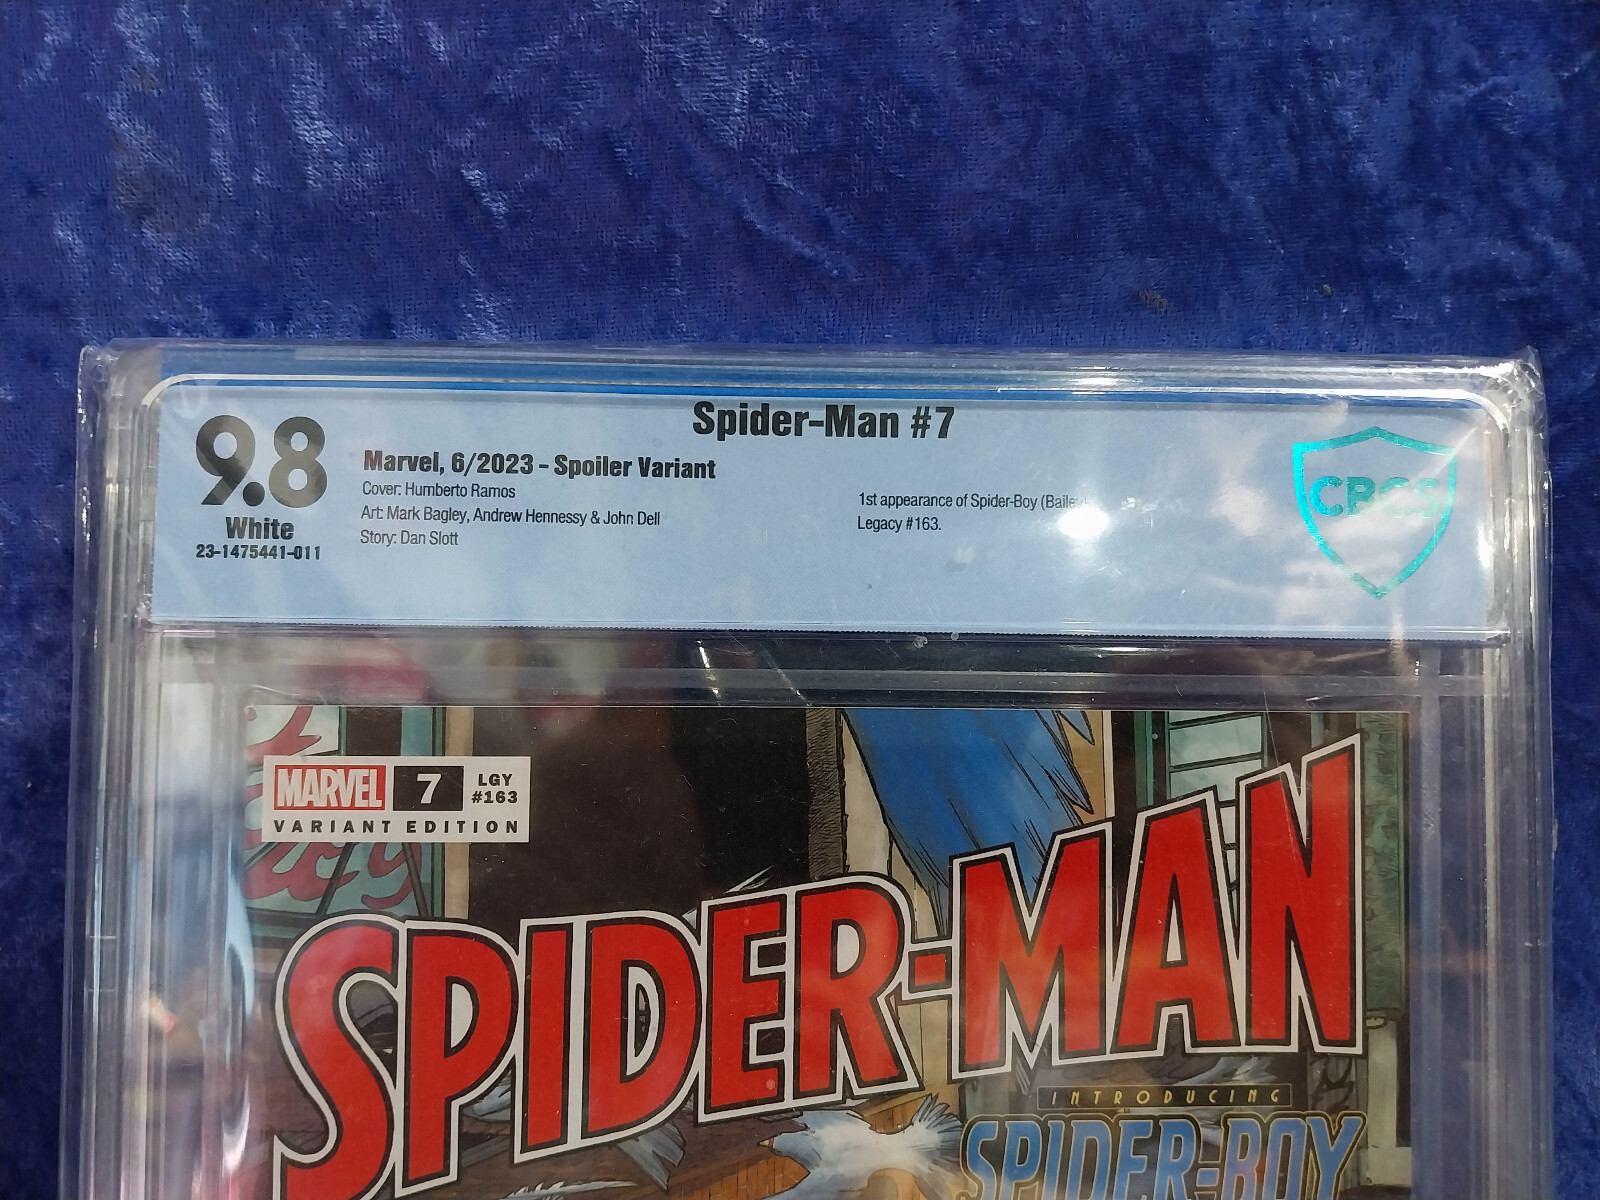 Spider-Man #7
9.8
White
23-1475441-011
Marvel, 6/2023 - Spoiler Variant
Cover: Humberto Ramos
Art: Mark Bagley, Andrew Hennessy & John Dell
Story: Dan Slott
1st appearance of Spider-Boy
Legacy #163.
CBCS
MARVEL 7 LGY #163
VARIANT EDITION
SPIDER-MAN
INTRODUCING
SPIDER-BOY